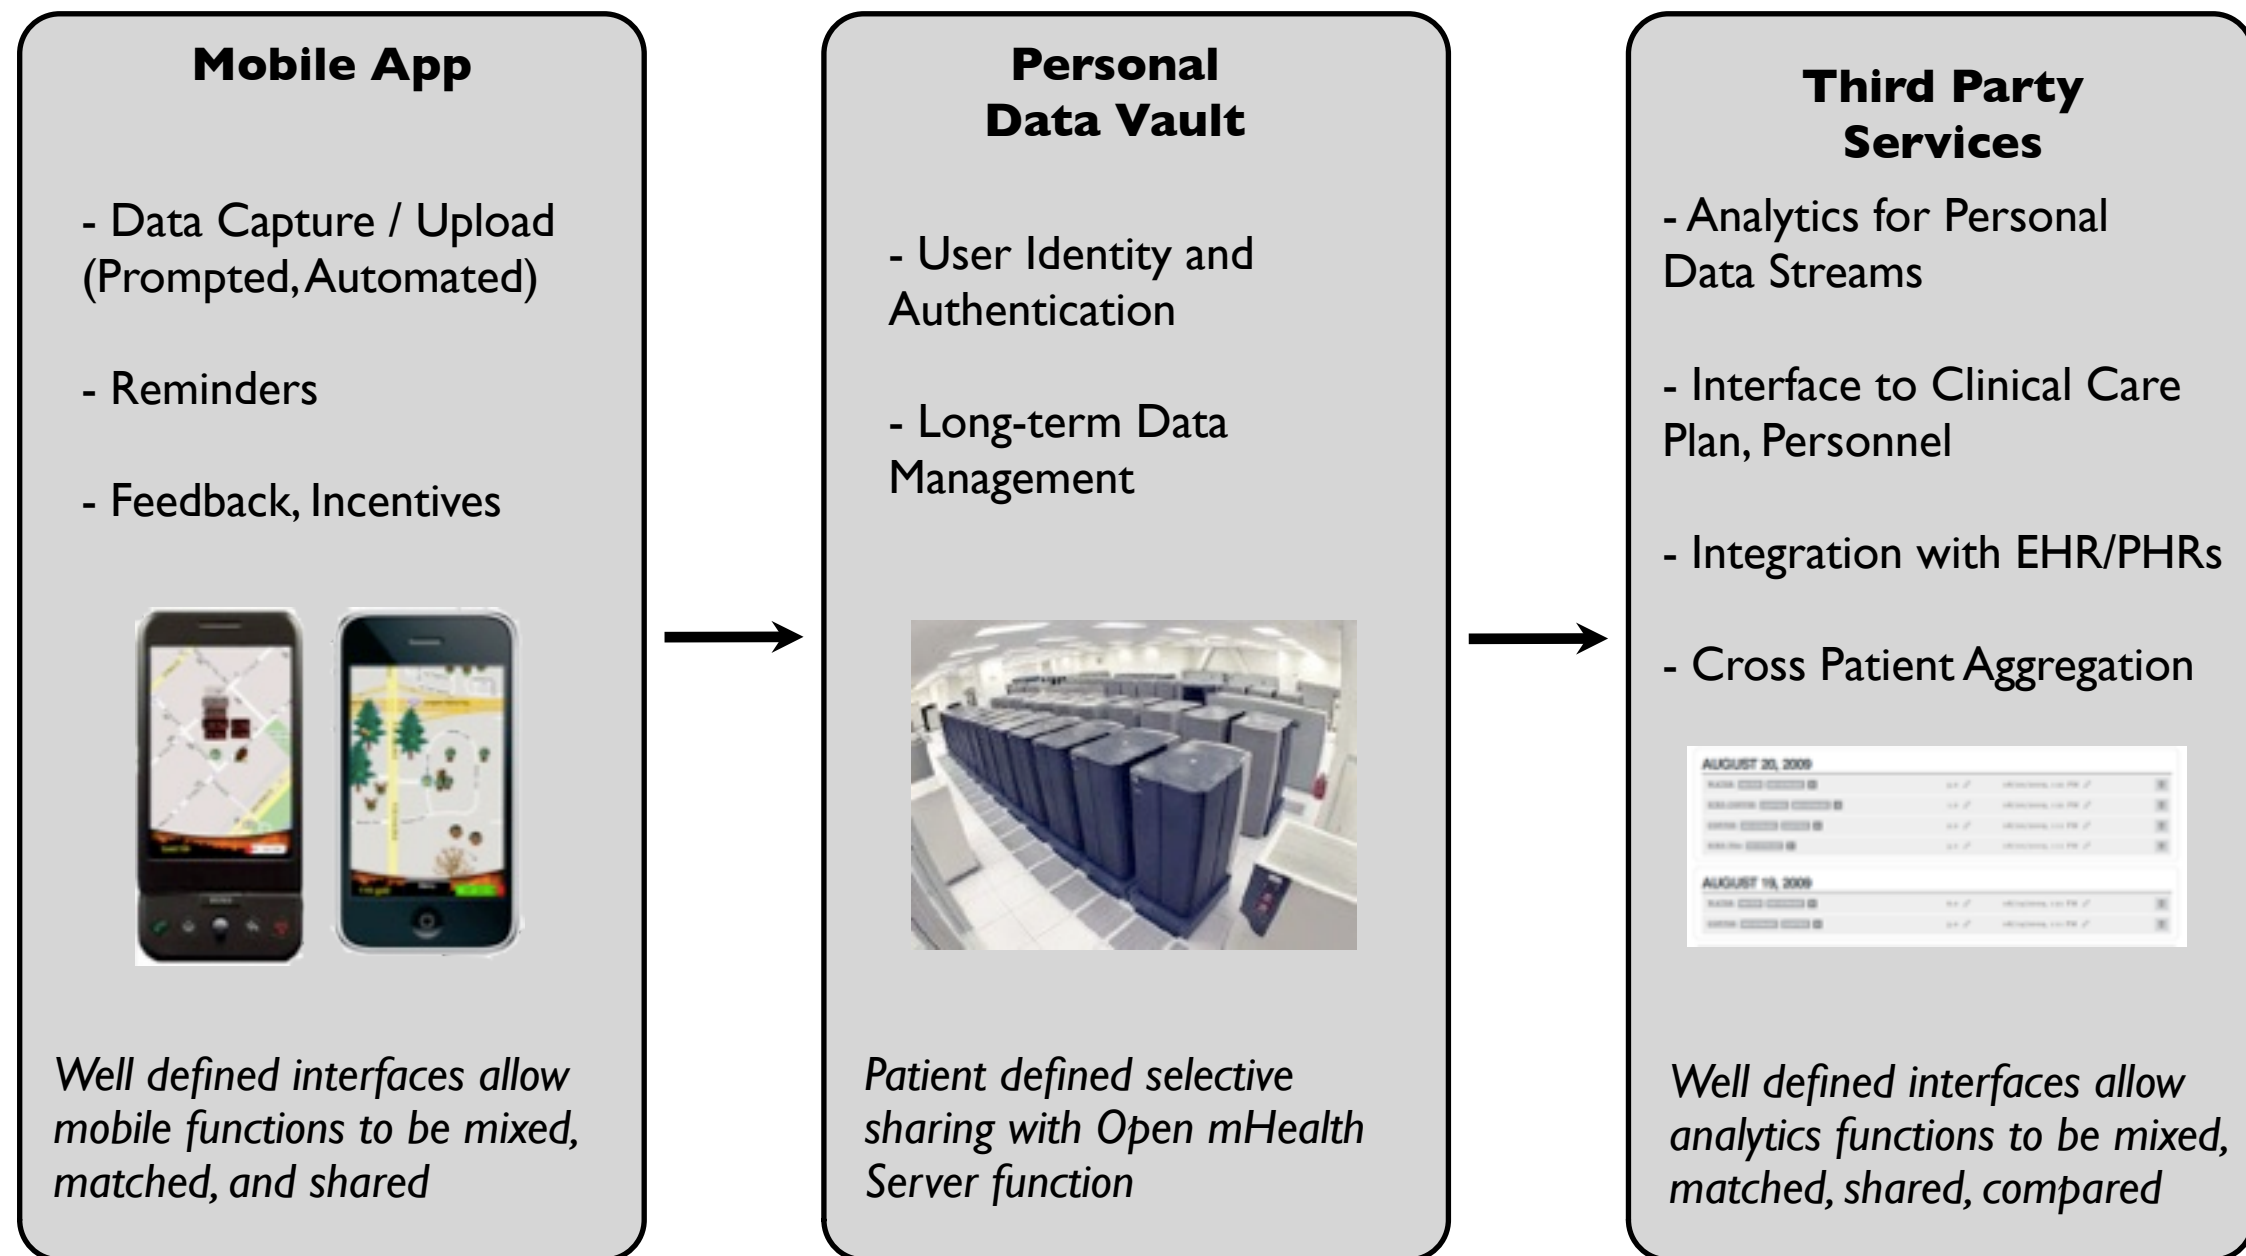 Mobile App
- Data Capture / Upload
(Prompted, Automated)
- Reminders
- Feedback, Incentives
Well defined interfaces allow
mobile functions to be mixed,
matched, and shared
Personal
Data Vault
- User Identity and
Authentication
- Long-term Data
Management
Patient defined selective
sharing with Open mHealth
Server function
Third Party
Services
- Analytics for Personal
Data Streams
- Interface to Clinical Care
Plan, Personnel
- Integration with EHR/PHRs
- Cross Patient Aggregation
AUGUST 20, 2009
AUGUST 19, 2009
Well defined interfaces allow
analytics functions to be mixed,
matched, shared, compared